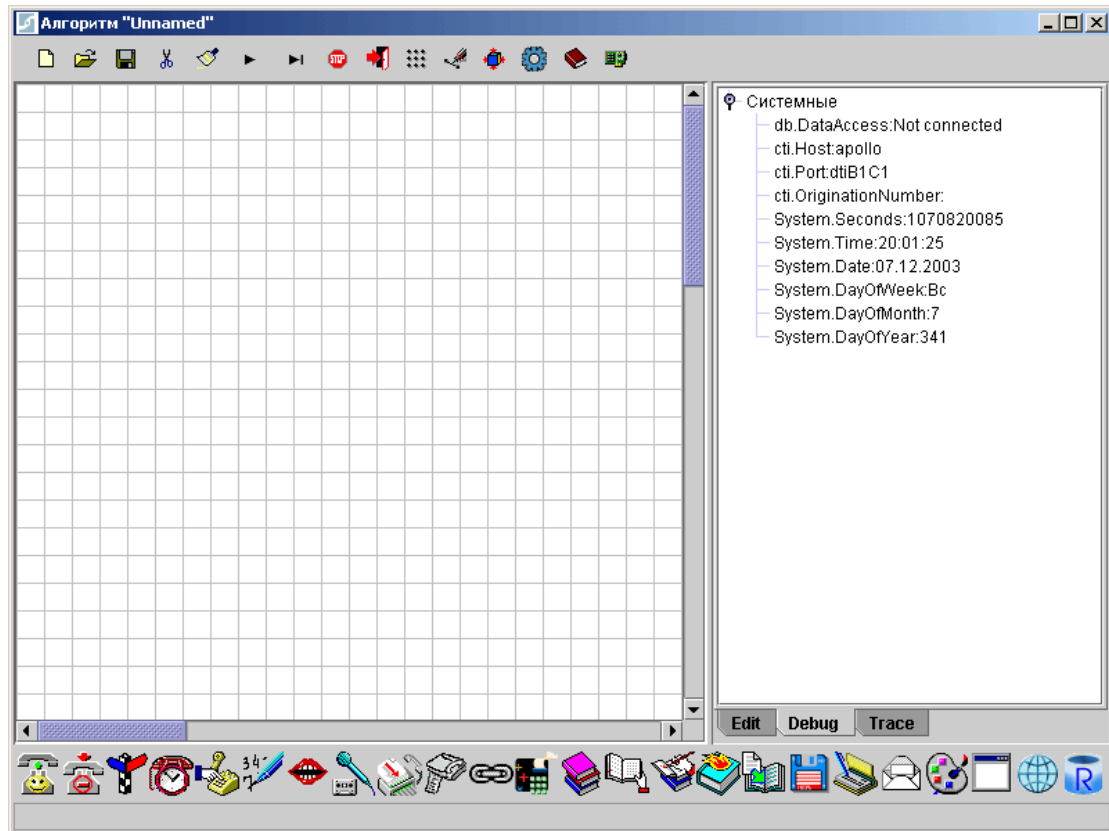 Алгоритм "Unnamed"
STOP
Системные
db.DataAccess:Not connected
cti.Host:apollo
cti.Port:dtiB1C1
cti.OriginationNumber:
System.Seconds:1070820085
System.Time:20:01:25
System.Date:07.12.2003
System.DayOfWeek:Вс
System.DayOfMonth:7
System.DayOfYear:341
Edit Debug Trace
R